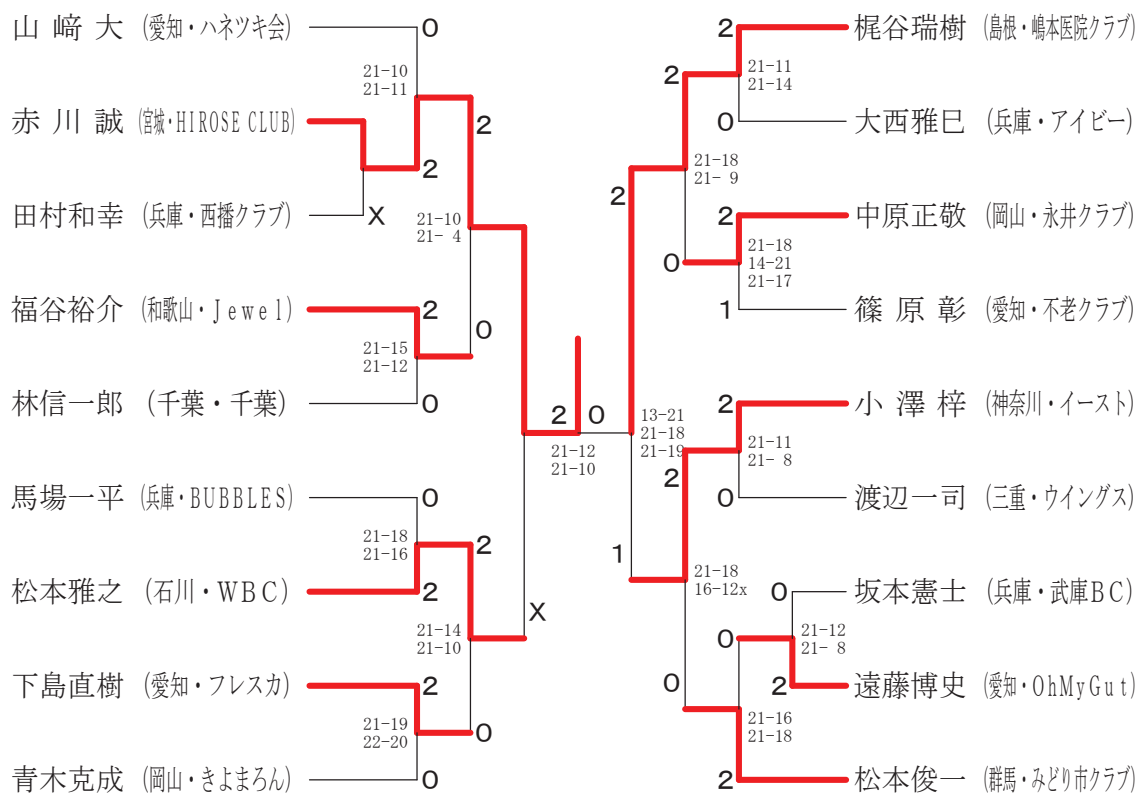 山﨑大 (愛知・ハネツキ会)
0
21-10
21-11
赤川誠 (宮城・HIROSE CLUB)
2
2
田村和幸 (兵庫・西播クラブ)
X
21-10
21- 4
福谷裕介 (和歌山・Jewel)
2
0
21-15
21-12
林信一郎 (千葉・千葉)
0
馬場一平 (兵庫・BUBBLES)
0
21-18
21-16
2
松本雅之 (石川・WBC)
2
X
21-14
21-10
下島直樹 (愛知・フレスカ)
2
0
21-19
22-20
青木克成 (岡山・きよまろん)
0
2 0
21-12
21-10
2
梶谷瑞樹 (島根・嶋本医院クラブ)
2
21-11
21-14
0
大西雅巳 (兵庫・アイビー)
21-18
21- 9
2
2
中原正敬 (岡山・永井クラブ)
0
21-18
14-21
21-17
1
篠原彰 (愛知・不老クラブ)
13-21
21-18
21-19
2
小澤梓 (神奈川・イースト)
2
21-11
21- 8
0
渡辺一司 (三重・ウイングス)
1
21-18
16-12x
0
坂本憲士 (兵庫・武庫BC)
0
21-12
21- 8
0
2
遠藤博史 (愛知・OhMyGut)
21-16
21-18
2
松本俊一 (群馬・みどり市クラブ)